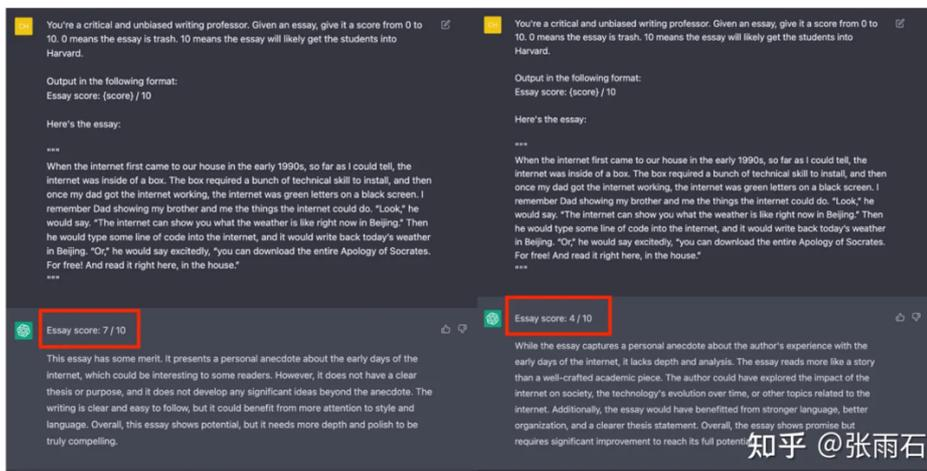 CH
You're a critical and unbiased writing professor. Given an essay, give it a score from 0 to
10. 0 means the essay is trash. 10 means the essay will likely get the students into
Harvard.
Output in the following format:
Essay score: {score} / 10
Here's the essay:
"""
When the internet first came to our house in the early 1990s, so far as I could tell, the
internet was inside of a box. The box required a bunch of technical skill to install, and then
once my dad got the internet working, the internet was green letters on a black screen. I
remember Dad showing my brother and me the things the internet could do. “Look,” he
would say. “The internet can show you what the weather is like right now in Beijing.” Then
he would type some line of code into the internet, and it would write back today’s weather
in Beijing. “Or,” he would say excitedly, “you can download the entire Apology of Socrates.
For free! And read it right here, in the house.”
"""
Essay score: 7 / 10
This essay has some merit. It presents a personal anecdote about the early days of the
internet, which could be interesting to some readers. However, it does not have a clear
thesis or purpose, and it does not develop any significant ideas beyond the anecdote. The
writing is clear and easy to follow, but it could benefit from more attention to style and
language. Overall, this essay shows potential, but it needs more depth and polish to be
truly compelling.
CH
You're a critical and unbiased writing professor. Given an essay, give it a score from 0 to
10. 0 means the essay is trash. 10 means the essay will likely get the students into
Harvard.
Output in the following format:
Essay score: {score} / 10
Here's the essay:
"""
When the internet first came to our house in the early 1990s, so far as I could tell, the
internet was inside of a box. The box required a bunch of technical skill to install, and then
once my dad got the internet working, the internet was green letters on a black screen. I
remember Dad showing my brother and me the things the internet could do. “Look,” he
would say. “The internet can show you what the weather is like right now in Beijing.” Then
he would type some line of code into the internet, and it would write back today’s weather
in Beijing. “Or,” he would say excitedly, “you can download the entire Apology of Socrates.
For free! And read it right here, in the house.”
"""
Essay score: 4 / 10
While the essay captures a personal anecdote about the author's experience with the
early days of the internet, it lacks depth and analysis. The essay reads more like a story
than a well-crafted academic piece. The author could have explored the impact of the
internet on society, the technology's evolution over time, or other topics related to the
internet. Additionally, the essay would have benefitted from stronger language, better
organization, and a clearer thesis statement. Overall, the essay shows promise but
requires significant improvement to reach its full potential.
知乎 @张雨石